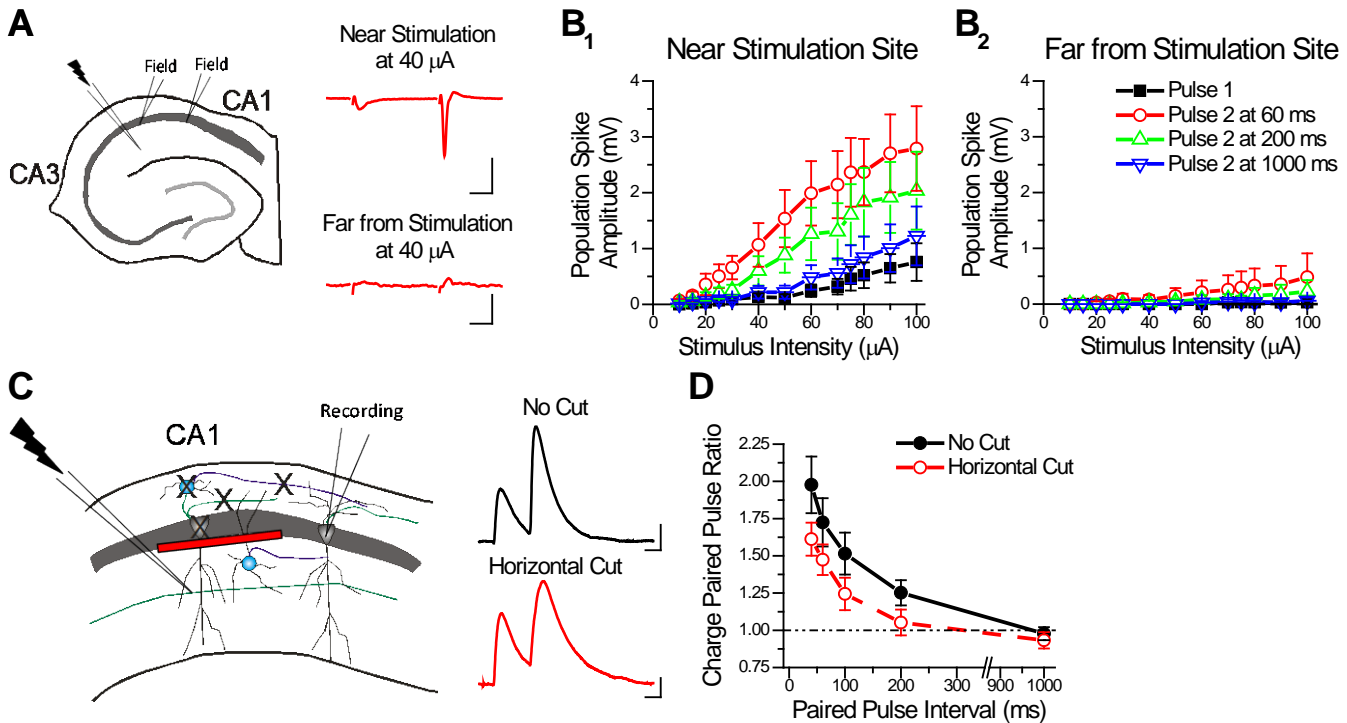 A
Field
Field
CA1
CA3
Near Stimulation
at 40 μA
Far from Stimulation
at 40 μA
B1
Near Stimulation Site
Population Spike
Amplitude (mV)
4
3
2
1
0
0
20
40
60
80
100
Stimulus Intensity (μA)
B2
Far from Stimulation Site
Pulse 1
Pulse 2 at 60 ms
Pulse 2 at 200 ms
Pulse 2 at 1000 ms
Population Spike
Amplitude (mV)
4
3
2
1
0
0
20
40
60
80
100
Stimulus Intensity (μA)
C
CA1
Recording
X
X
X
X
No Cut
Horizontal Cut
D
No Cut
Horizontal Cut
Charge Paired Pulse Ratio
2.25
2.00
1.75
1.50
1.25
1.00
0.75
0
100
200
300
900
1000
Paired Pulse Interval (ms)